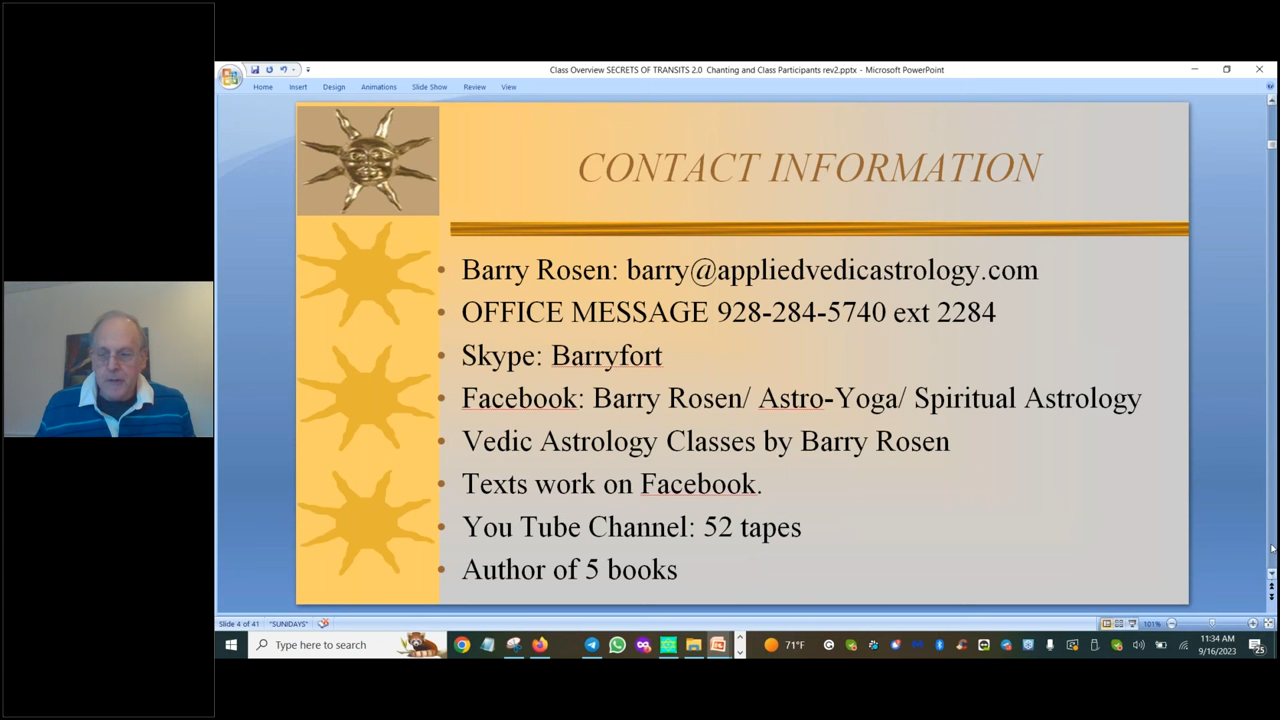 Class Overview SECRETS OF TRANSITS 2.0 Chanting and Class Participants rev2.pptx - Microsoft PowerPoint
Home Insert Design Animations Slide Show Review View
CONTACT INFORMATION
• Barry Rosen: barry@appliedvedicastrology.com
• OFFICE MESSAGE 928-284-5740 ext 2284
• Skype: Barryfort
• Facebook: Barry Rosen/ Astro-Yoga/ Spiritual Astrology
• Vedic Astrology Classes by Barry Rosen
• Texts work on Facebook.
• You Tube Channel: 52 tapes
• Author of 5 books
Slide 4 of 41 "SUNIDAYS" 101%
Type here to search 71°F 11:34 AM
9/16/2023 25